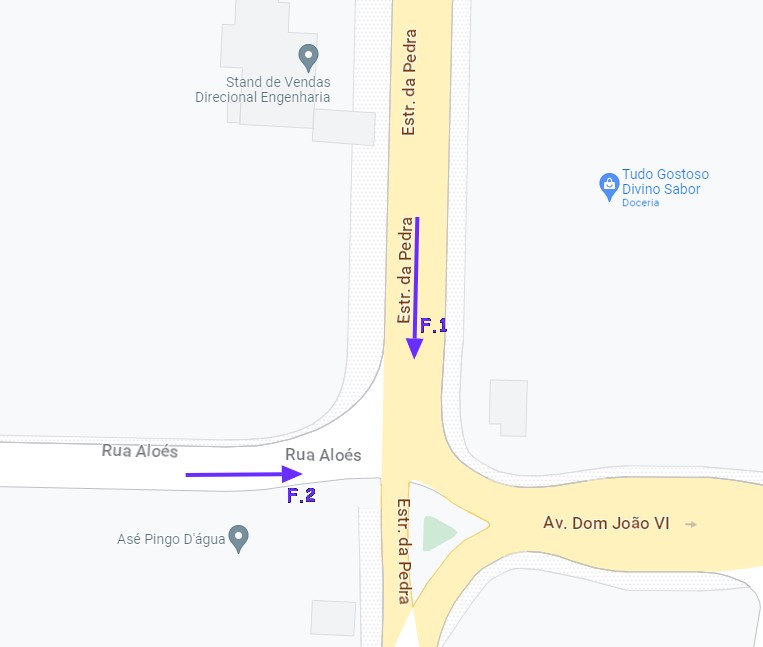 Estr. da Pedra
Stand de Vendas
Direcional Engenharia
Tudo Gostoso
Divino Sabor
Doceria
Estr. da Pedra
F.1
Rua Aloés
Rua Aloés
F.2
Estr. da Pedra
Av. Dom João VI
Asé Pingo D'água